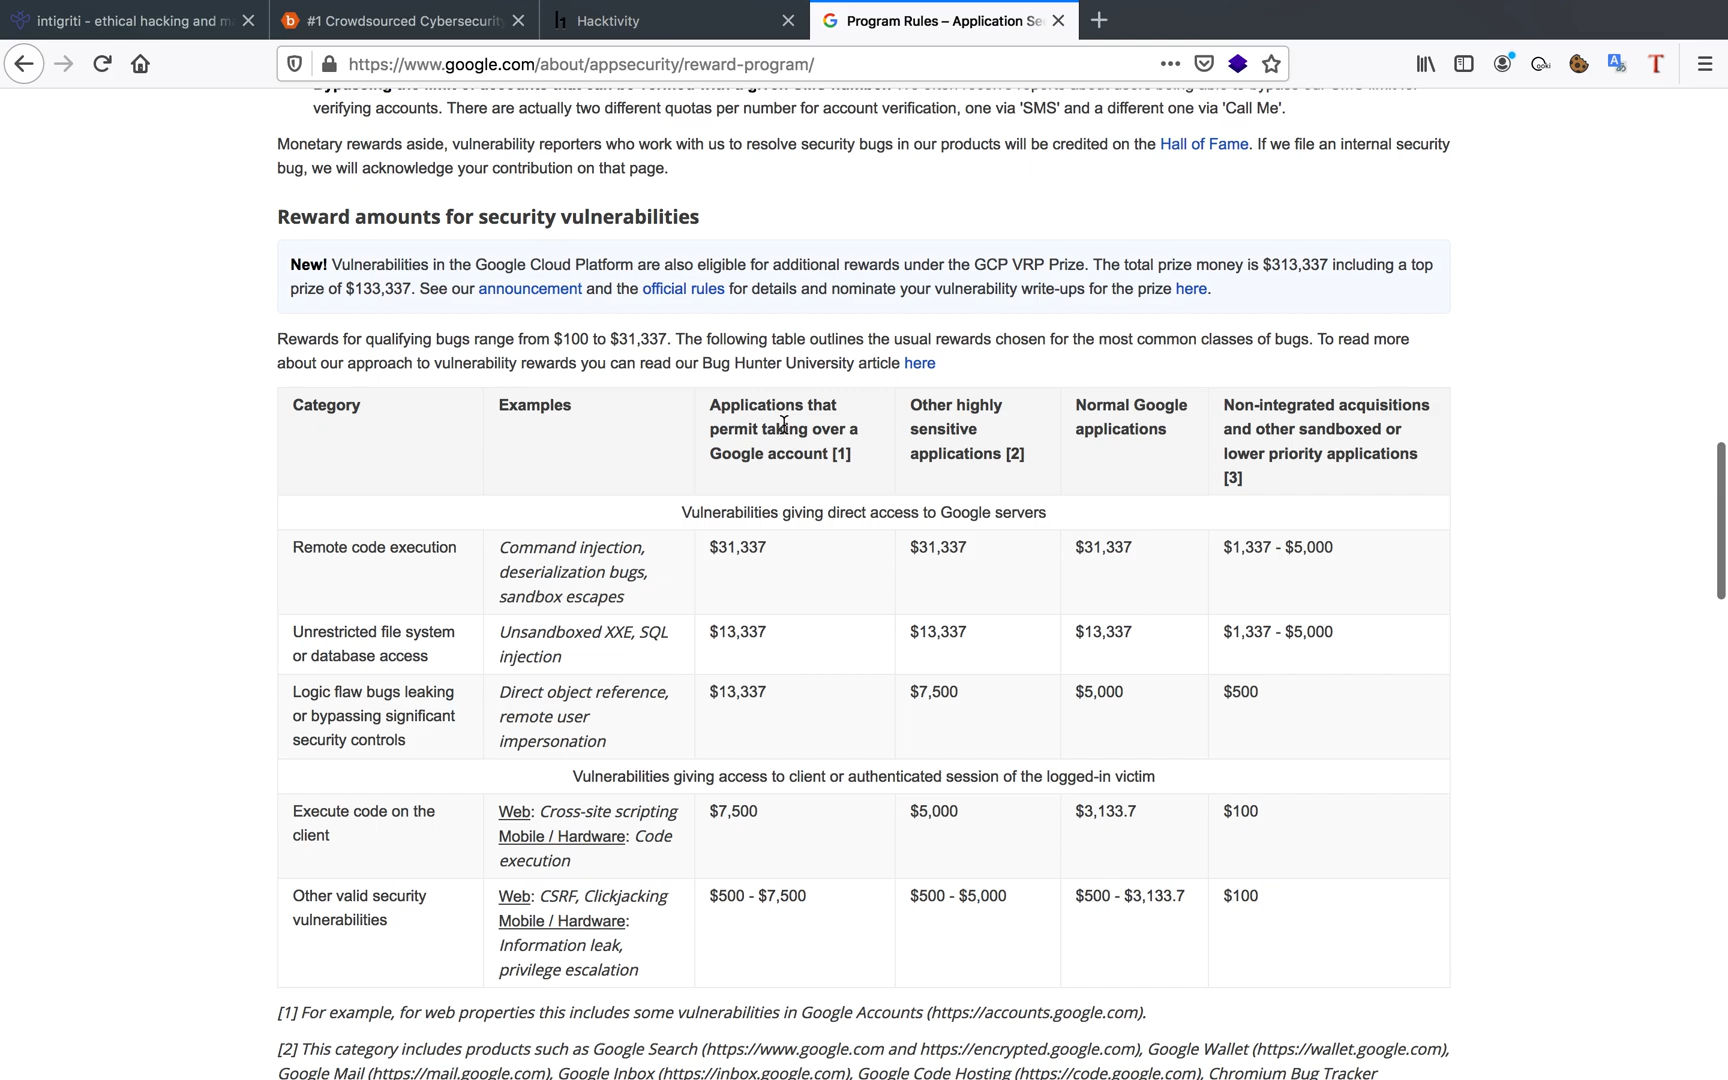 intigriti - ethical hacking and m
#1 Crowdsourced Cybersecurity
Hacktivity
Program Rules – Application Se
https://www.google.com/about/appsecurity/reward-program/
verifying accounts. There are actually two different quotas per number for account verification, one via 'SMS' and a different one via 'Call Me'.
Monetary rewards aside, vulnerability reporters who work with us to resolve security bugs in our products will be credited on the Hall of Fame. If we file an internal security
bug, we will acknowledge your contribution on that page.
Reward amounts for security vulnerabilities
New! Vulnerabilities in the Google Cloud Platform are also eligible for additional rewards under the GCP VRP Prize. The total prize money is $313,337 including a top
prize of $133,337. See our announcement and the official rules for details and nominate your vulnerability write-ups for the prize here.
Rewards for qualifying bugs range from $100 to $31,337. The following table outlines the usual rewards chosen for the most common classes of bugs. To read more
about our approach to vulnerability rewards you can read our Bug Hunter University article here
Category
Examples
Applications that
permit taking over a
Google account [1]
Other highly
sensitive
applications [2]
Normal Google
applications
Non-integrated acquisitions
and other sandboxed or
lower priority applications
[3]
Vulnerabilities giving direct access to Google servers
Remote code execution
Command injection,
deserialization bugs,
sandbox escapes
$31,337
$31,337
$31,337
$1,337 - $5,000
Unrestricted file system
or database access
Unsandboxed XXE, SQL
injection
$13,337
$13,337
$13,337
$1,337 - $5,000
Logic flaw bugs leaking
or bypassing significant
security controls
Direct object reference,
remote user
impersonation
$13,337
$7,500
$5,000
$500
Vulnerabilities giving access to client or authenticated session of the logged-in victim
Execute code on the
client
Web: Cross-site scripting
Mobile / Hardware: Code
execution
$7,500
$5,000
$3,133.7
$100
Other valid security
vulnerabilities
Web: CSRF, Clickjacking
Mobile / Hardware:
Information leak,
privilege escalation
$500 - $7,500
$500 - $5,000
$500 - $3,133.7
$100
[1] For example, for web properties this includes some vulnerabilities in Google Accounts (https://accounts.google.com).
[2] This category includes products such as Google Search (https://www.google.com and https://encrypted.google.com), Google Wallet (https://wallet.google.com),
Google Mail (https://mail.google.com), Google Inbox (https://inbox.google.com), Google Code Hosting (https://code.google.com), Chromium Bug Tracker